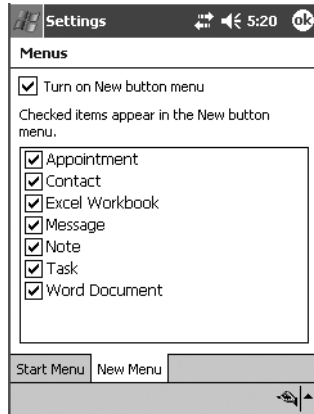 Settings 5:20 ok
Menus
Turn on New button menu
Checked items appear in the New button
menu.
Appointment
Contact
Excel Workbook
Message
Note
Task
Word Document
Start Menu New Menu